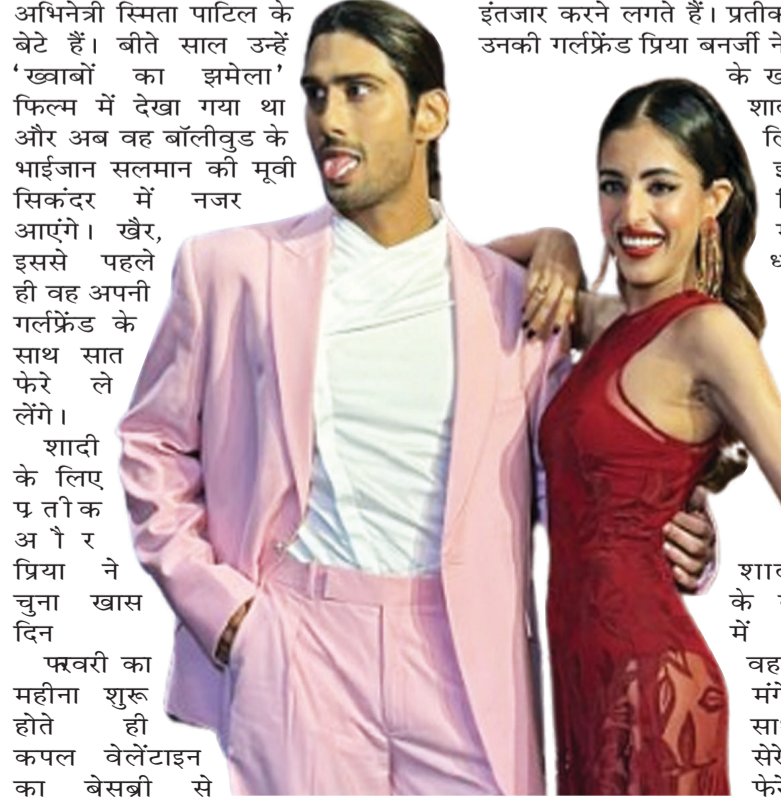 अभिनेत्री स्मिता पाटिल के
बेटे हैं। बीते साल उन्हें
‘ख्वाबों का झमेला’
फिल्म में देखा गया था
और अब वह बॉलीवुड के
भाईजान सलमान की मूवी
सिकंदर में नजर
आएंगे। खैर,
इससे पहले
ही वह अपनी
गर्लफ्रेंड के
साथ सात
फेरे ले
लेंगे।
शादी
के लिए
प्रतीक
और
प्रिया ने
चुना खास
दिन
फरवरी का
महीना शुरू
होते ही
कपल वेलेंटाइन
का बेसब्री से
इंतजार करने लगते हैं। प्रतीक
उनकी गर्लफ्रेंड प्रिया बनर्जी ने
के
के
में
वह